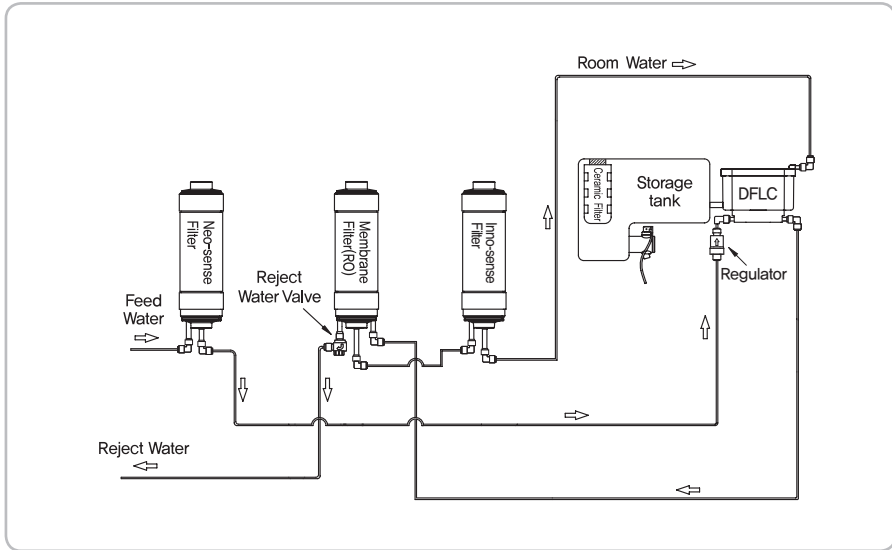 Room Water
Neo-sense
Filter
Membrane
Filter(RO)
Inno-sense
Filter
Ceramic Filler
Storage
tank
DFLC
Regulator
Reject
Water Valve
Feed
Water
Reject Water